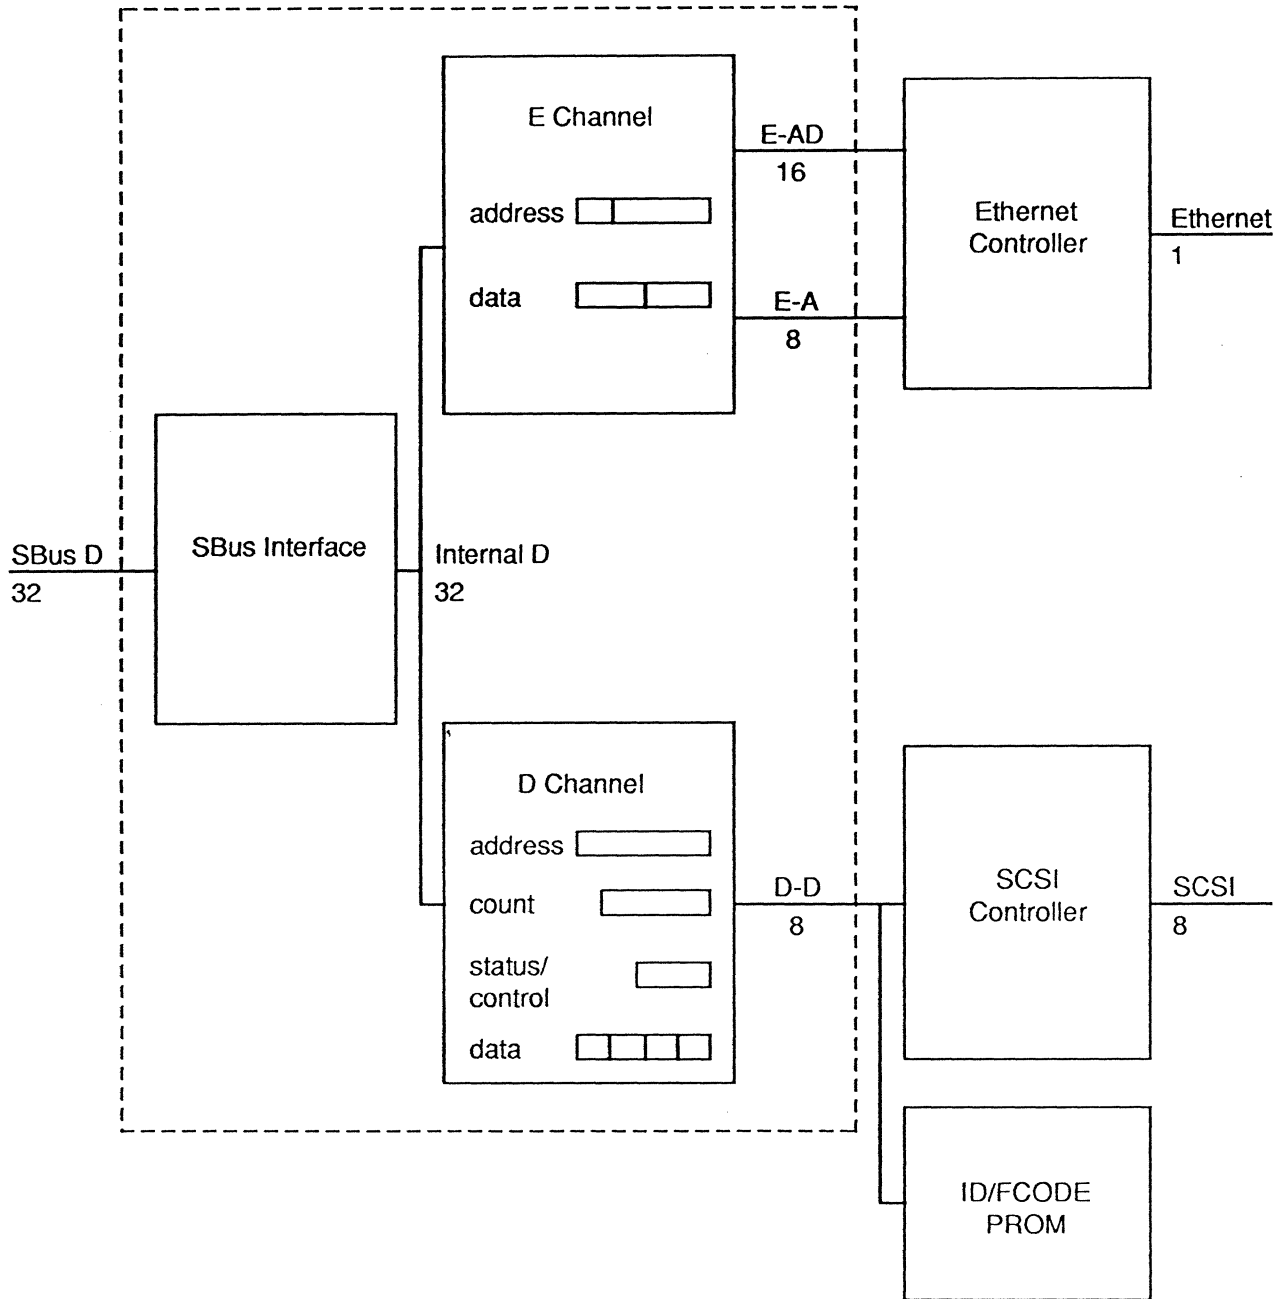 E Channel
address
data
E-AD
16
E-A
8
Ethernet
Controller
Ethernet
1
SBus D
32
SBus Interface
Internal D
32
D Channel
address
count
status/
control
data
D-D
8
SCSI
Controller
SCSI
8
ID/FCODE
PROM